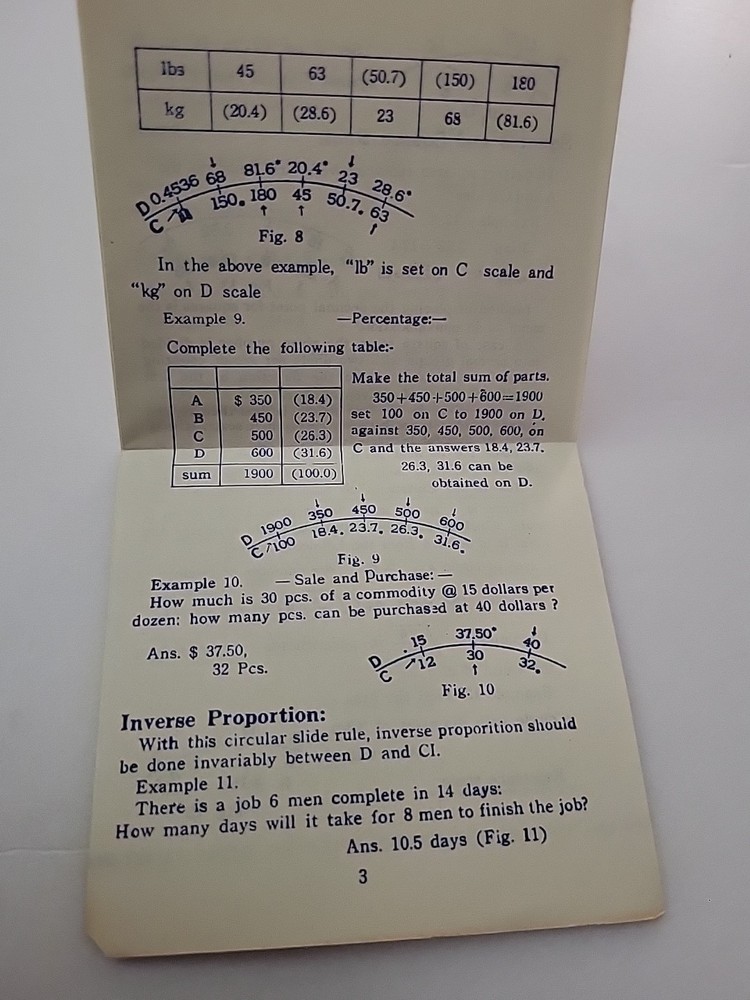 lbs 45 63 (50.7) (150) 180
kg (20.4) (28.6) 23 68 (81.6)
D 0.4536 68 81.6° 20.4° 23 28.6°
C 150. 180 45 50.7. 63
Fig. 8
In the above example, "lb" is set on C scale and
"kg" on D scale
Example 9. —Percentage:—
Complete the following table:-
A $ 350 (18.4)
B 450 (23.7)
C 500 (26.3)
D 600 (31.6)
sum 1900 (100.0)
Make the total sum of parts.
350+450+500+600=1900
set 100 on C to 1900 on D,
against 350, 450, 500, 600, on
C and the answers 18.4, 23.7.
26.3, 31.6 can be
obtained on D.
D 1900 350 450 500 600
C 100 18.4. 23.7. 26.3. 31.6.
Fig. 9
Example 10. — Sale and Purchase: —
How much is 30 pcs. of a commodity @ 15 dollars per
dozen: how many pcs. can be purchased at 40 dollars ?
Ans. $ 37.50,
32 Pcs.
D 15 37.50° 40
C 12 30 32.
Fig. 10
Inverse Proportion:
With this circular slide rule, inverse proporition should
be done invariably between D and CI.
Example 11.
There is a job 6 men complete in 14 days:
How many days will it take for 8 men to finish the job?
Ans. 10.5 days (Fig. 11)
3